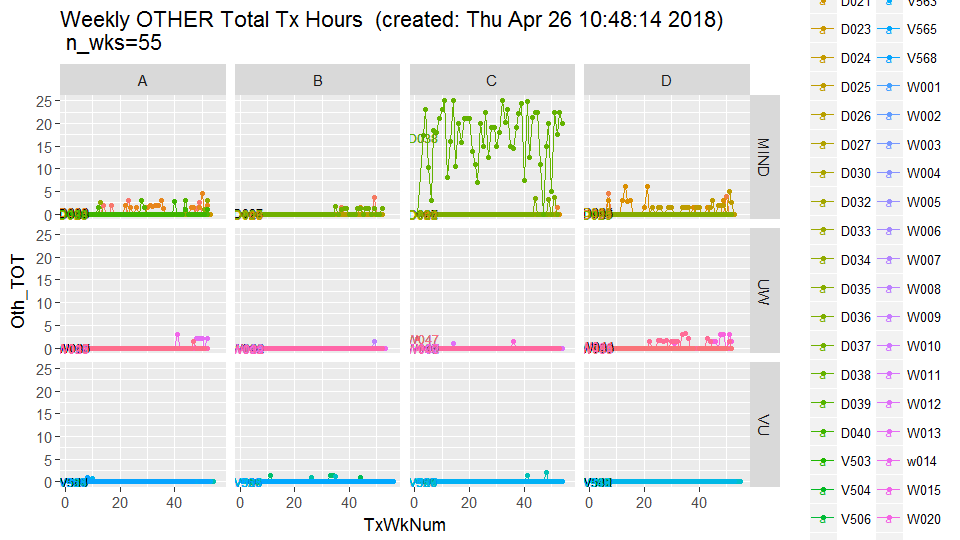 Weekly OTHER Total Tx Hours (created: Thu Apr 26 10:48:14 2018)
n_wks=55
A B C D
25
20
15
10
5
0
MIND
D038
25
20
15
10
5
0
UW
W047
25
20
15
10
5
0
VU
0 20 40 0 20 40 0 20 40 0 20 40
TxWkNum
Oth_TOT
D021 V563
D023 V565
D024 V568
D025 W001
D026 W002
D027 W003
D030 W004
D032 W005
D033 W006
D034 W007
D035 W008
D036 W009
D037 W010
D038 W011
D039 W012
D040 W013
V503 w014
V504 W015
V506 W020